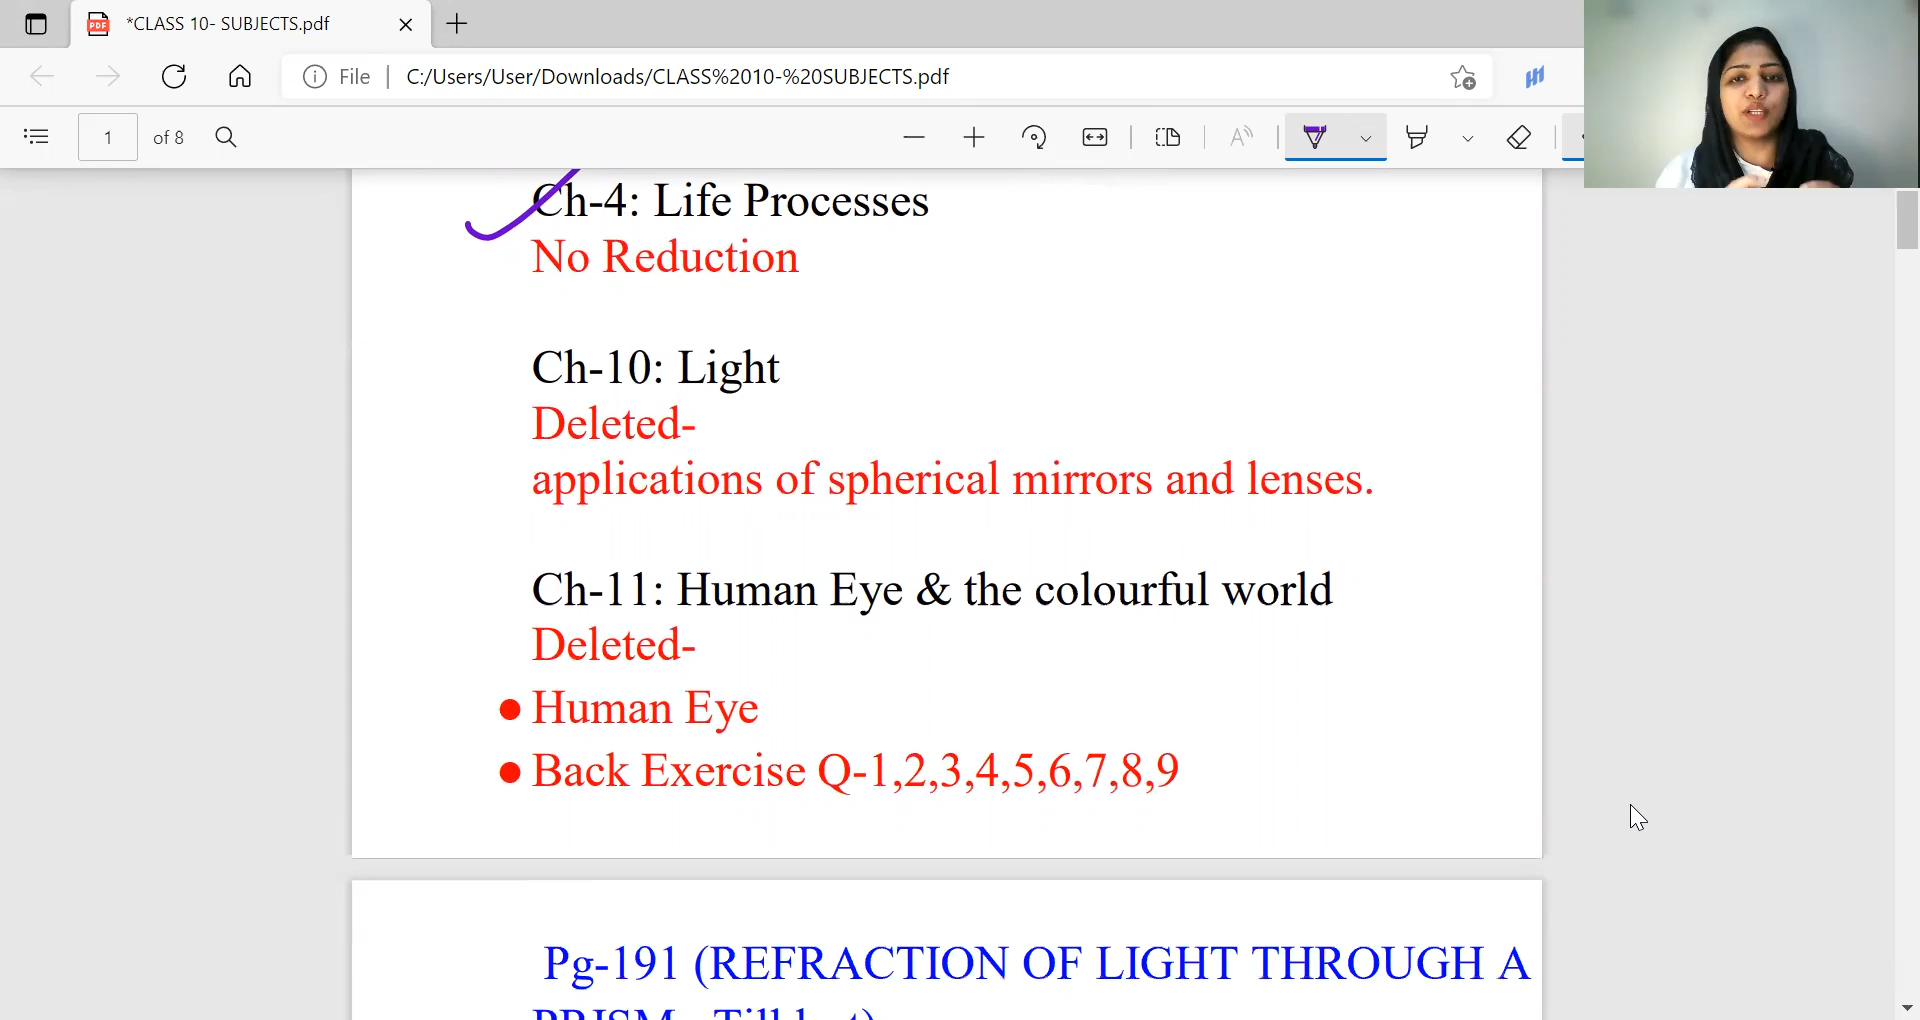 *CLASS 10- SUBJECTS.pdf
File | C:/Users/User/Downloads/CLASS%2010-%20SUBJECTS.pdf
1 of 8
Ch-4: Life Processes
No Reduction
Ch-10: Light
Deleted-
applications of spherical mirrors and lenses.
Ch-11: Human Eye & the colourful world
Deleted-
● Human Eye
● Back Exercise Q-1,2,3,4,5,6,7,8,9
Pg-191 (REFRACTION OF LIGHT THROUGH A